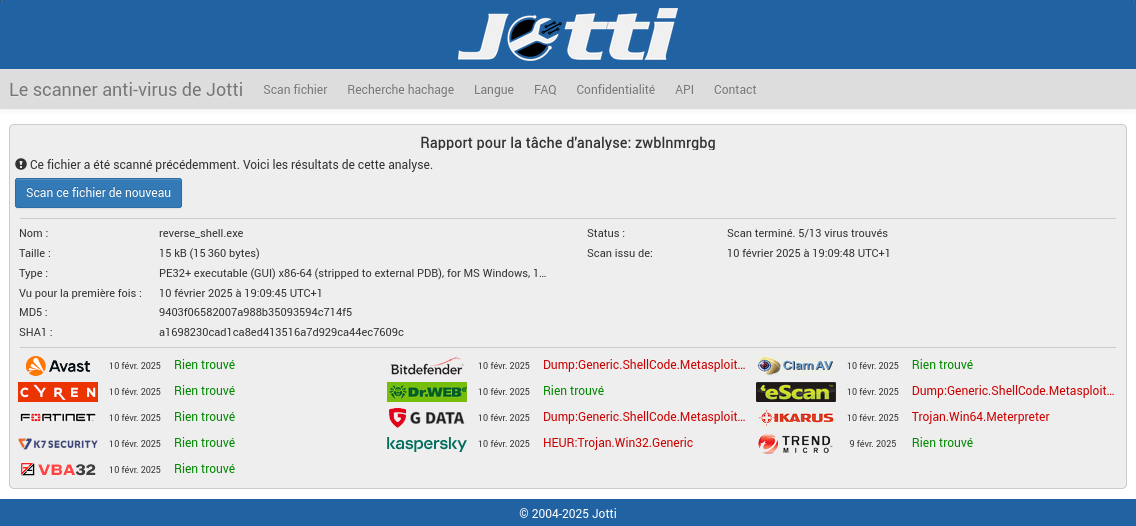 Jotti
Le scanner anti-virus de Jotti Scan fichier Recherche hachage Langue FAQ Confidentialité API Contact
Rapport pour la tâche d'analyse: zwblnmrgbg
Ce fichier a été scanné précédemment. Voici les résultats de cette analyse.
Scan ce fichier de nouveau
Nom : reverse_shell.exe Status : Scan terminé. 5/13 virus trouvés
Taille : 15 kB (15 360 bytes) Scan issu de: 10 février 2025 à 19:09:48 UTC+1
Type : PE32+ executable (GUI) x86-64 (stripped to external PDB), for MS Windows, 1…
Vu pour la première fois : 10 février 2025 à 19:09:45 UTC+1
MD5 : 9403f06582007a988b35093594c714f5
SHA1 : a1698230cad1ca8ed413516a7d929ca44ec7609c
Avast 10 févr. 2025 Rien trouvé Bitdefender 10 févr. 2025 Dump:Generic.ShellCode.Metasploit… ClamAV 10 févr. 2025 Rien trouvé
CYREN 10 févr. 2025 Rien trouvé Dr.WEB 10 févr. 2025 Rien trouvé eScan 10 févr. 2025 Dump:Generic.ShellCode.Metasploit…
FORTINET 10 févr. 2025 Rien trouvé G DATA 10 févr. 2025 Dump:Generic.ShellCode.Metasploit… IKARUS 10 févr. 2025 Trojan.Win64.Meterpreter
K7 SECURITY 10 févr. 2025 Rien trouvé kaspersky 10 févr. 2025 HEUR:Trojan.Win32.Generic TREND MICRO 9 févr. 2025 Rien trouvé
VBA32 10 févr. 2025 Rien trouvé
© 2004-2025 Jotti